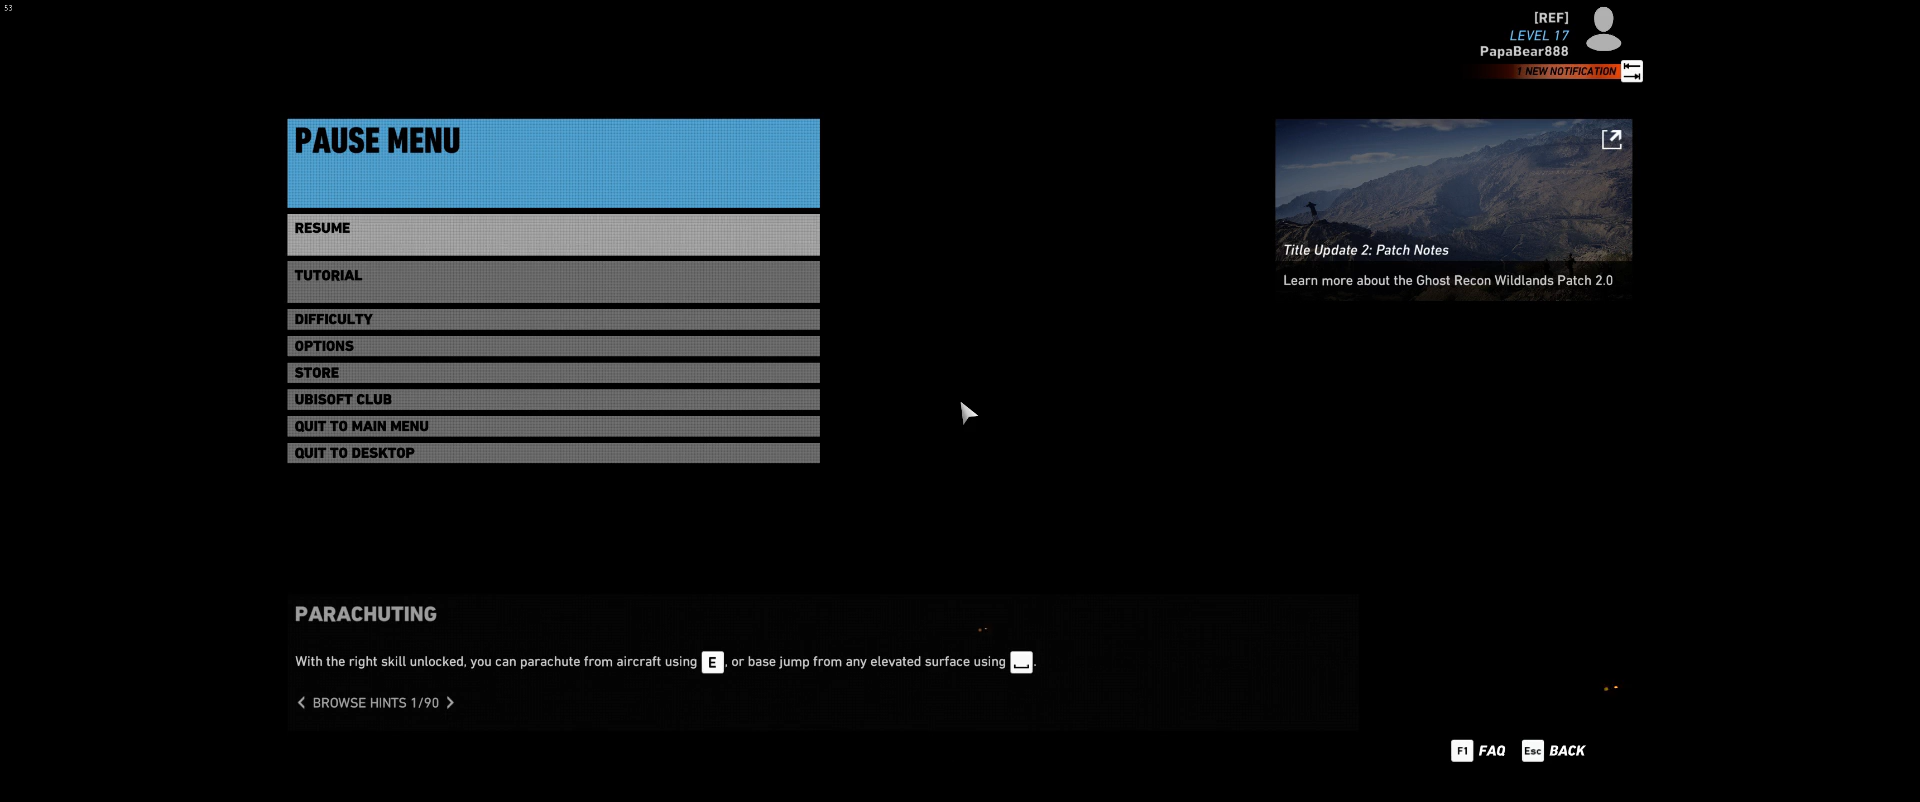 53
[REF]
LEVEL 17
PapaBear888
1 NEW NOTIFICATION
PAUSE MENU
RESUME
TUTORIAL
DIFFICULTY
OPTIONS
STORE
UBISOFT CLUB
QUIT TO MAIN MENU
QUIT TO DESKTOP
Title Update 2: Patch Notes
Learn more about the Ghost Recon Wildlands Patch 2.0
PARACHUTING
With the right skill unlocked, you can parachute from aircraft using E, or base jump from any elevated surface using .
BROWSE HINTS 1/90
F1 FAQ Esc BACK